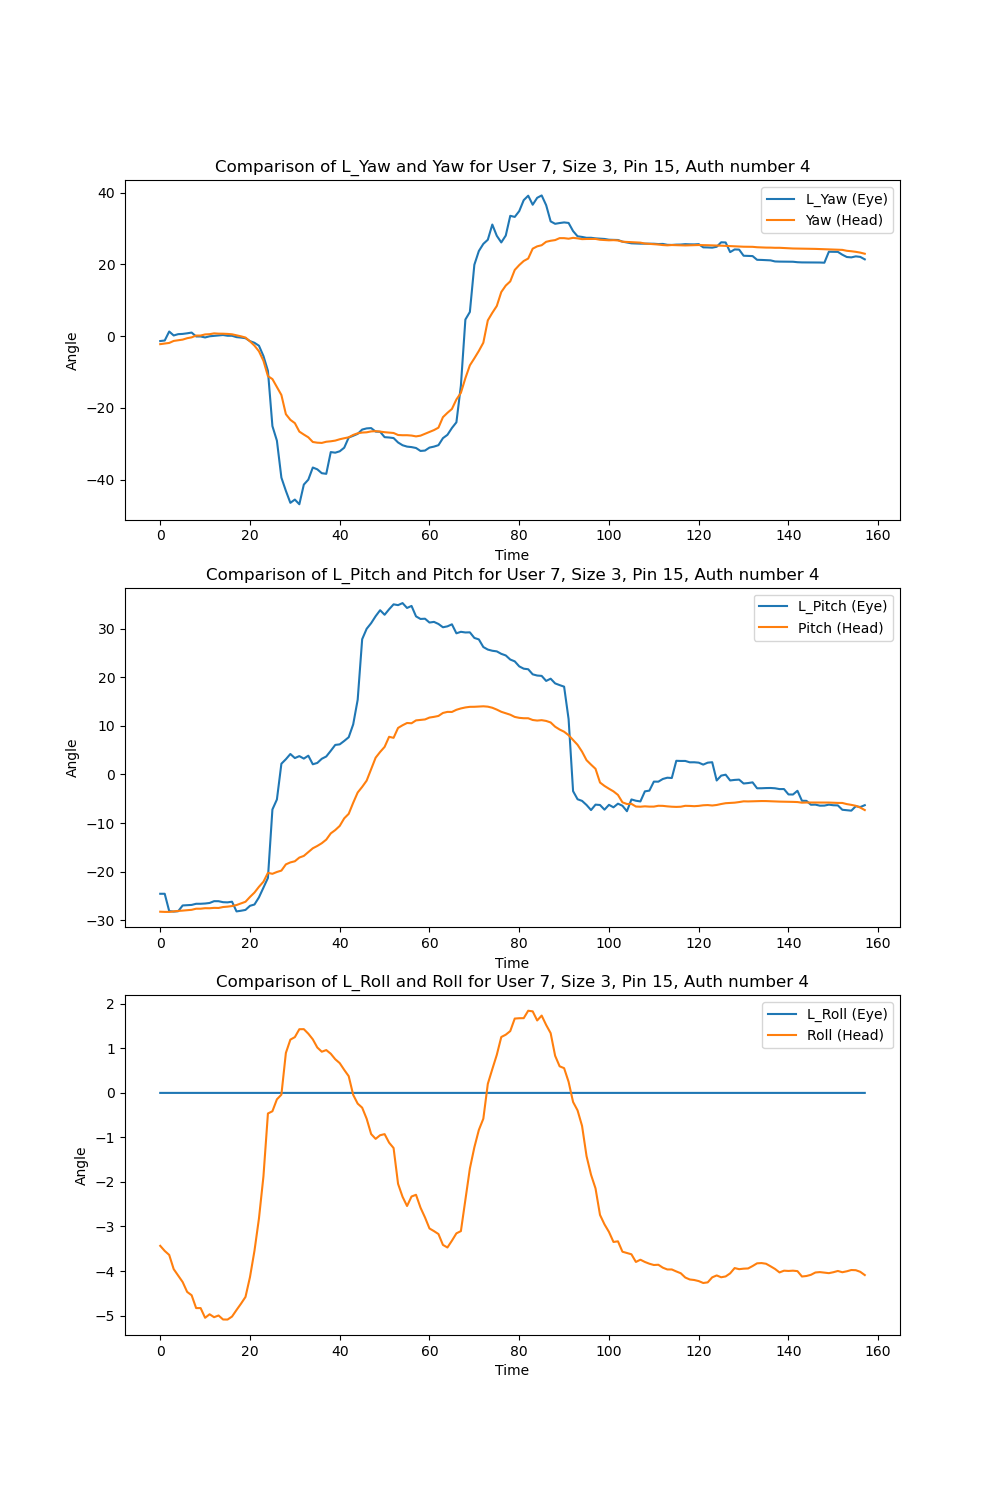 Comparison of L_Yaw and Yaw for User 7, Size 3, Pin 15, Auth number 4
L_Yaw (Eye)
Yaw (Head)
40
20
0
−20
−40
Angle
0 20 40 60 80 100 120 140 160
Time
Comparison of L_Pitch and Pitch for User 7, Size 3, Pin 15, Auth number 4
L_Pitch (Eye)
Pitch (Head)
30
20
10
0
−10
−20
−30
Angle
0 20 40 60 80 100 120 140 160
Time
Comparison of L_Roll and Roll for User 7, Size 3, Pin 15, Auth number 4
L_Roll (Eye)
Roll (Head)
2
1
0
−1
−2
−3
−4
−5
Angle
0 20 40 60 80 100 120 140 160
Time